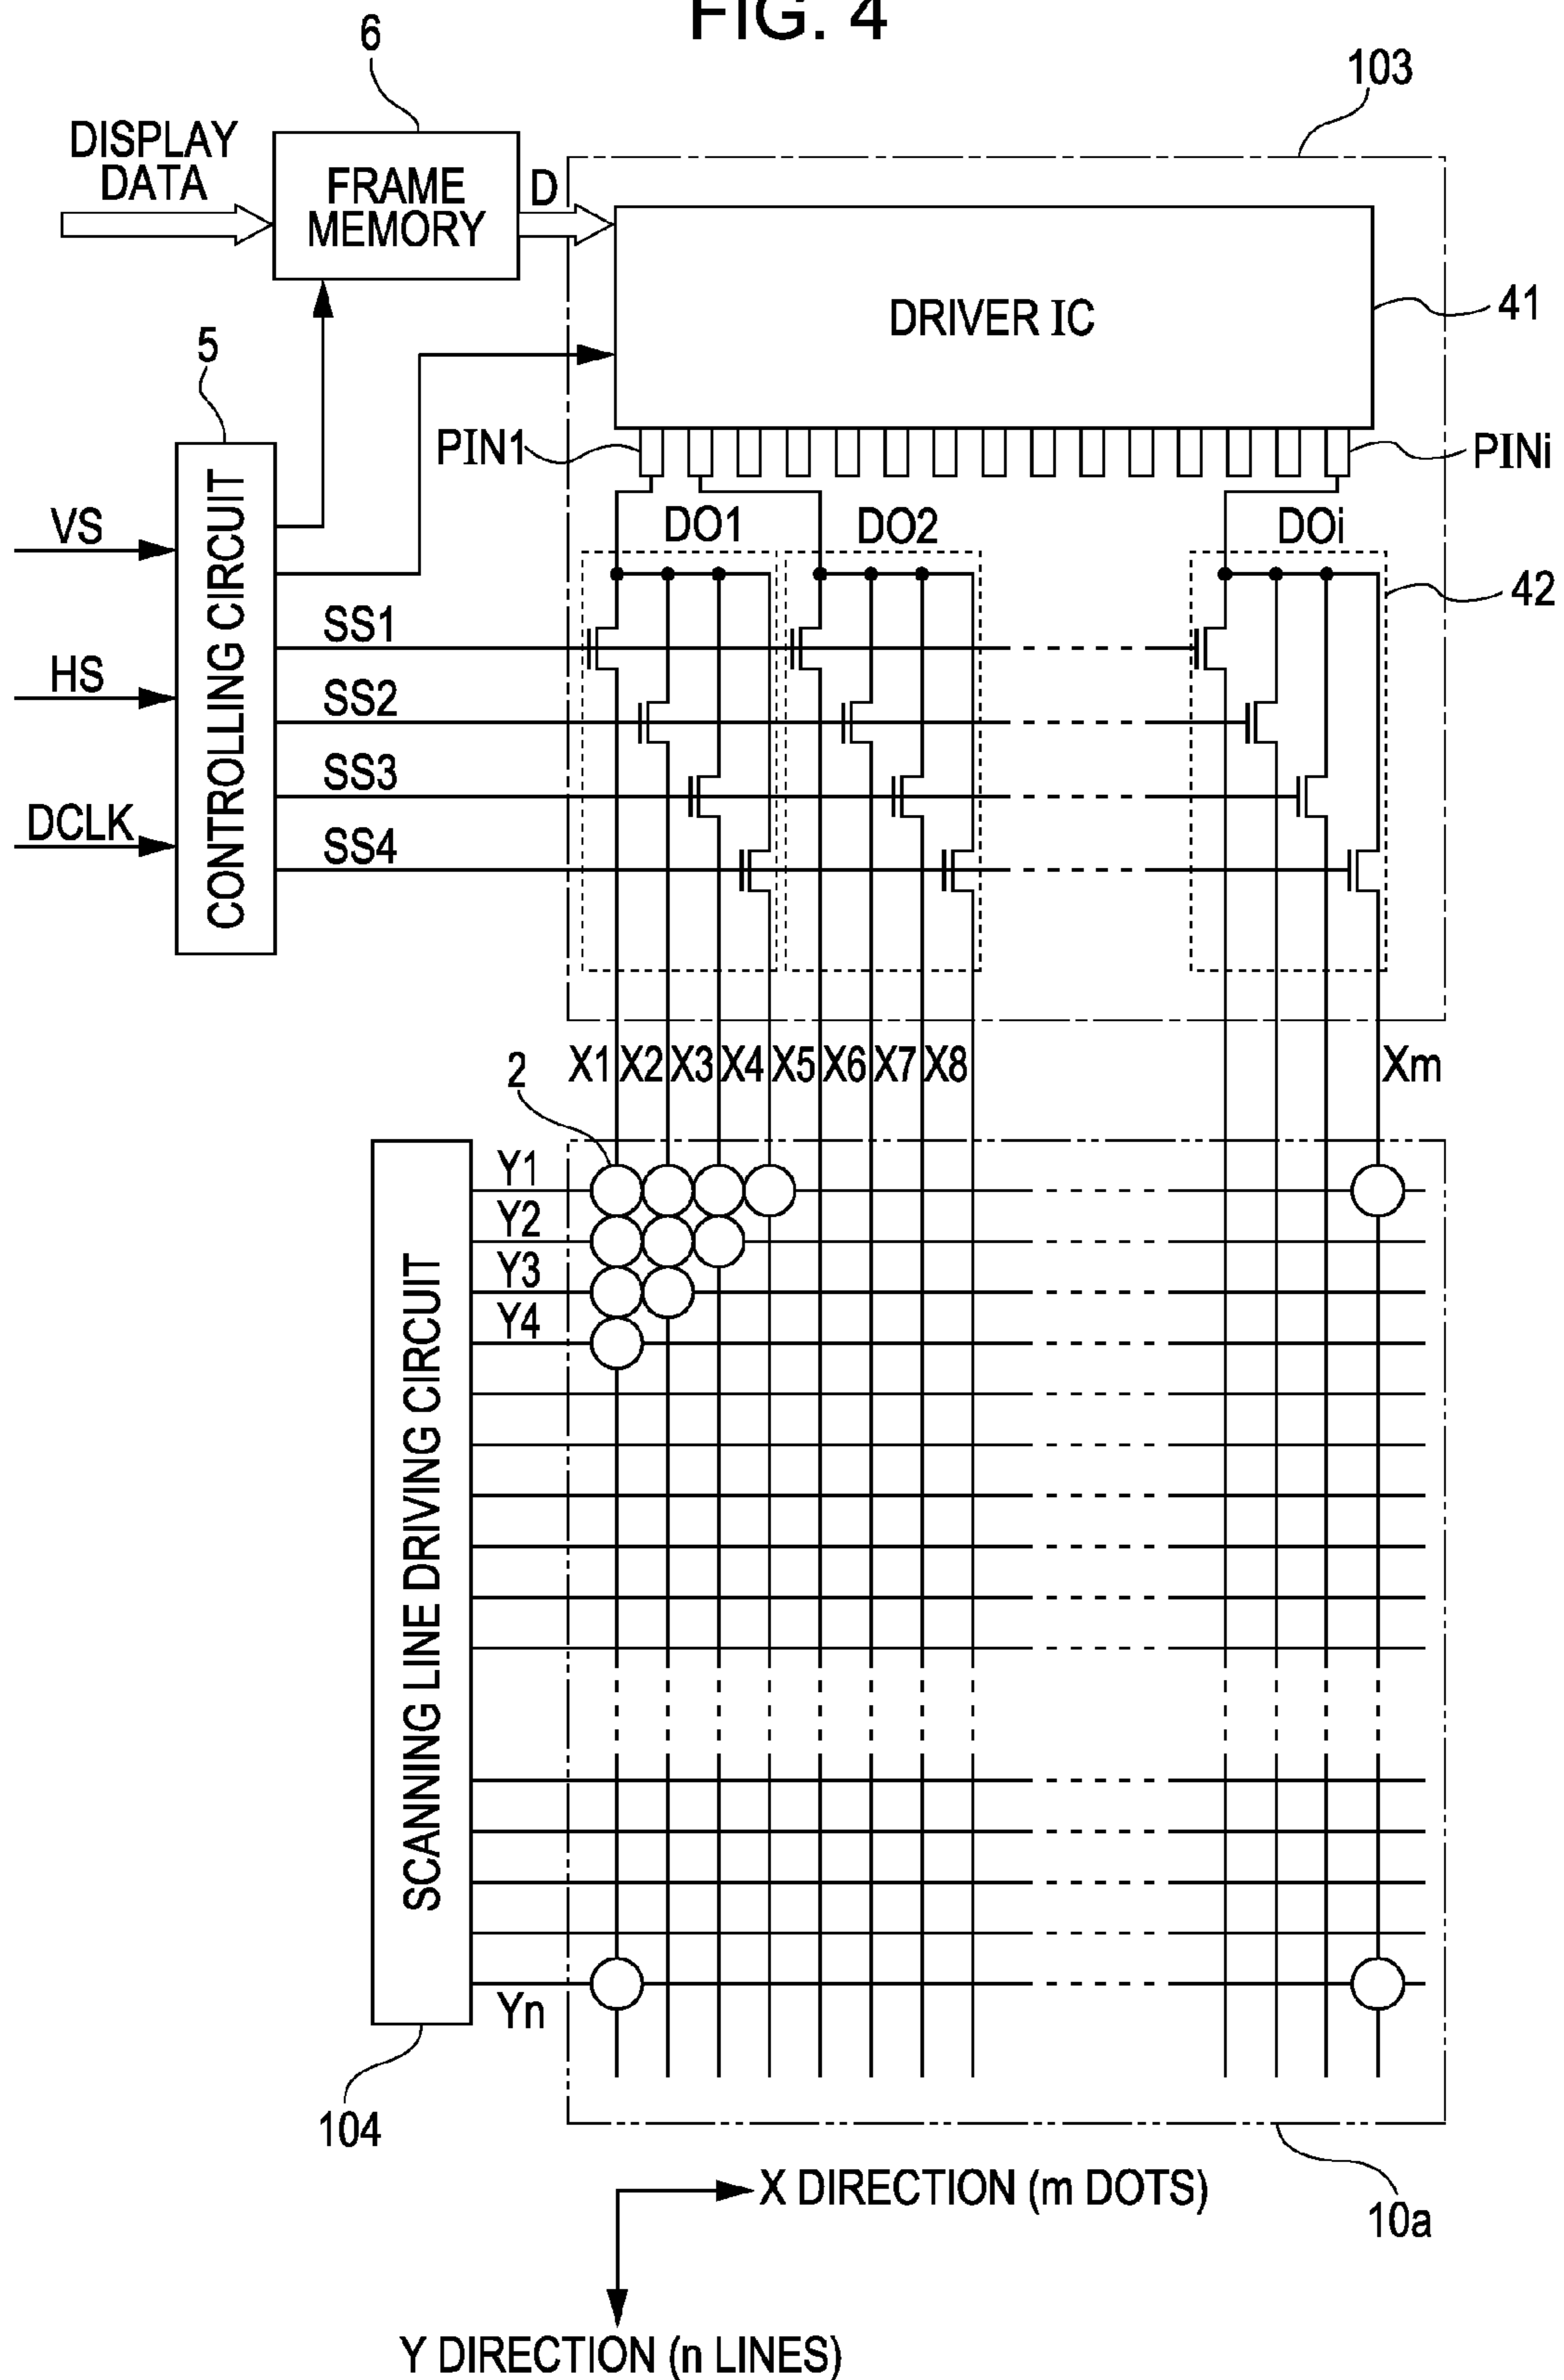 FIG. 4
6
103
DISPLAY
DATA
FRAME
MEMORY
D
DRIVER IC
41
5
PIN1
PINi
CONTROLLING CIRCUIT
VS
HS
DCLK
DO1
DO2
DOi
42
SS1
SS2
SS3
SS4
2
X1
X2
X3
X4
X5
X6
X7
X8
Xm
SCANNING LINE DRIVING CIRCUIT
Y1
Y2
Y3
Y4
Yn
104
10a
X DIRECTION (m DOTS)
Y DIRECTION (n LINES)